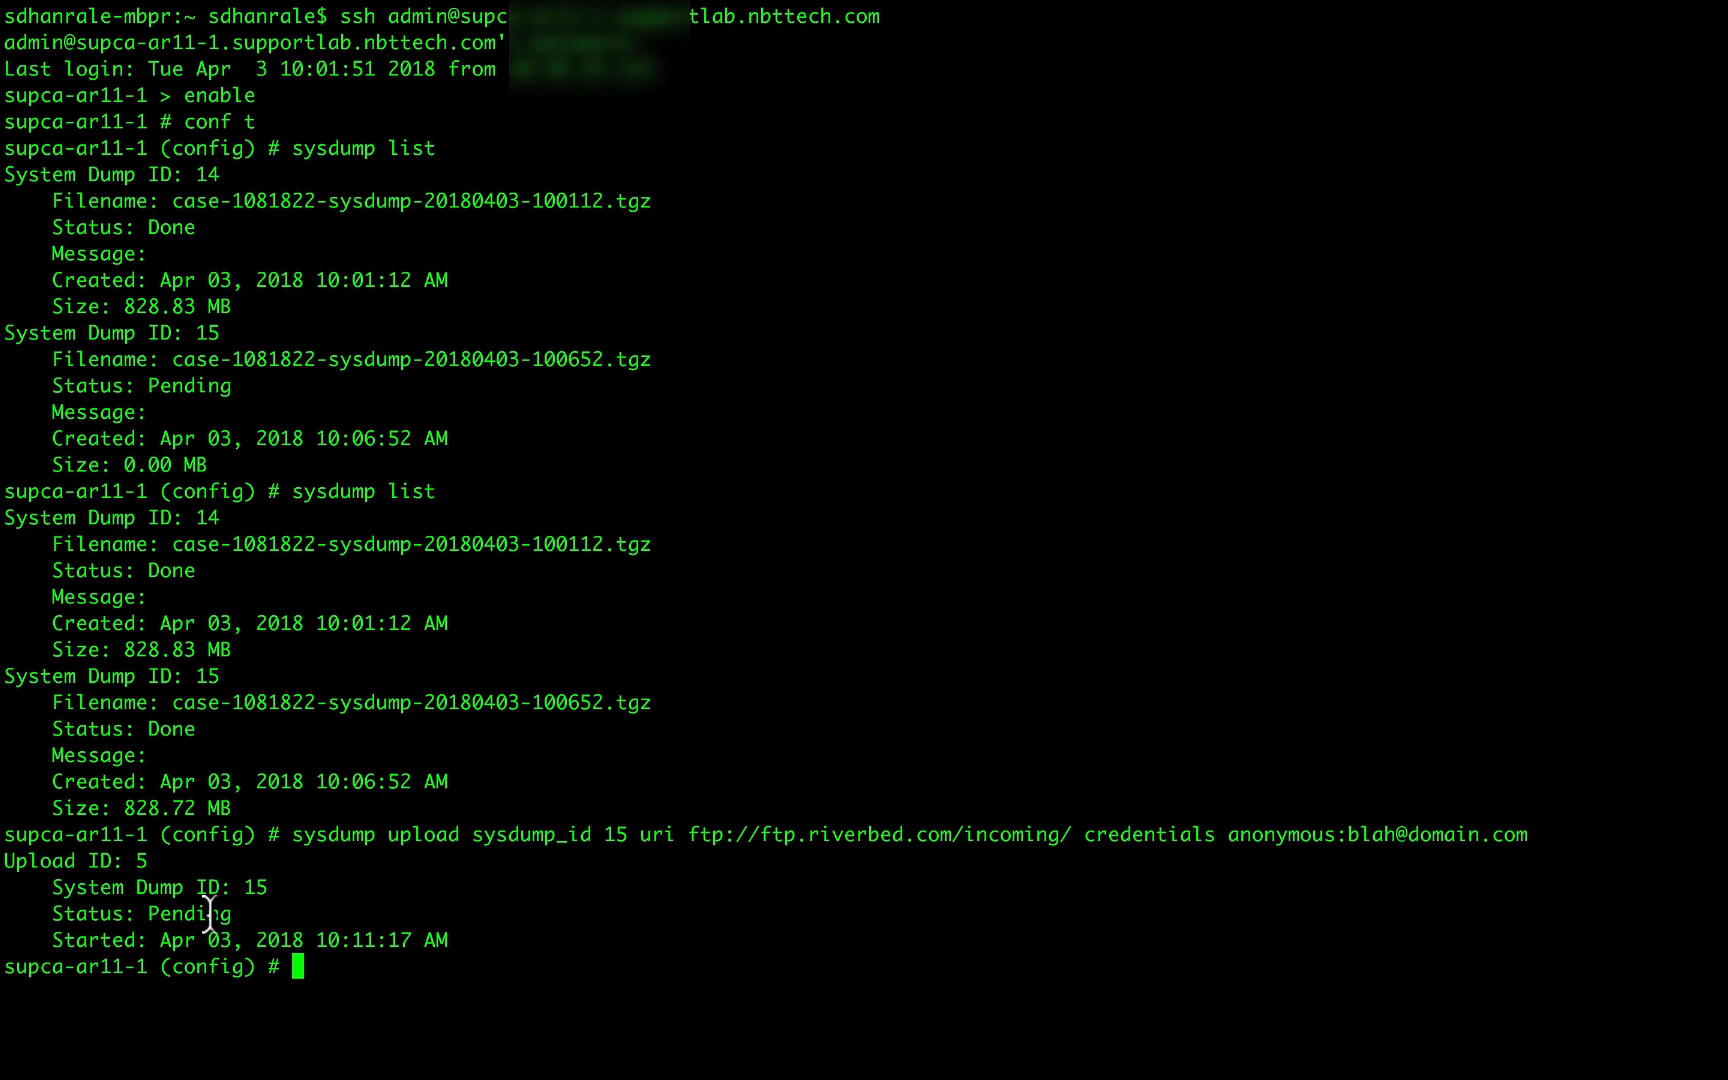 sdhanrale-mbpr:~ sdhanrale$ ssh admin@supc tlab.nbttech.com
admin@supca-ar11-1.supportlab.nbttech.com'
Last login: Tue Apr  3 10:01:51 2018 from
supca-ar11-1 > enable
supca-ar11-1 # conf t
supca-ar11-1 (config) # sysdump list
System Dump ID: 14
    Filename: case-1081822-sysdump-20180403-100112.tgz
    Status: Done
    Message:
    Created: Apr 03, 2018 10:01:12 AM
    Size: 828.83 MB
System Dump ID: 15
    Filename: case-1081822-sysdump-20180403-100652.tgz
    Status: Pending
    Message:
    Created: Apr 03, 2018 10:06:52 AM
    Size: 0.00 MB
supca-ar11-1 (config) # sysdump list
System Dump ID: 14
    Filename: case-1081822-sysdump-20180403-100112.tgz
    Status: Done
    Message:
    Created: Apr 03, 2018 10:01:12 AM
    Size: 828.83 MB
System Dump ID: 15
    Filename: case-1081822-sysdump-20180403-100652.tgz
    Status: Done
    Message:
    Created: Apr 03, 2018 10:06:52 AM
    Size: 828.72 MB
supca-ar11-1 (config) # sysdump upload sysdump_id 15 uri ftp://ftp.riverbed.com/incoming/ credentials anonymous:blah@domain.com
Upload ID: 5
    System Dump ID: 15
    Status: Pending
    Started: Apr 03, 2018 10:11:17 AM
supca-ar11-1 (config) #